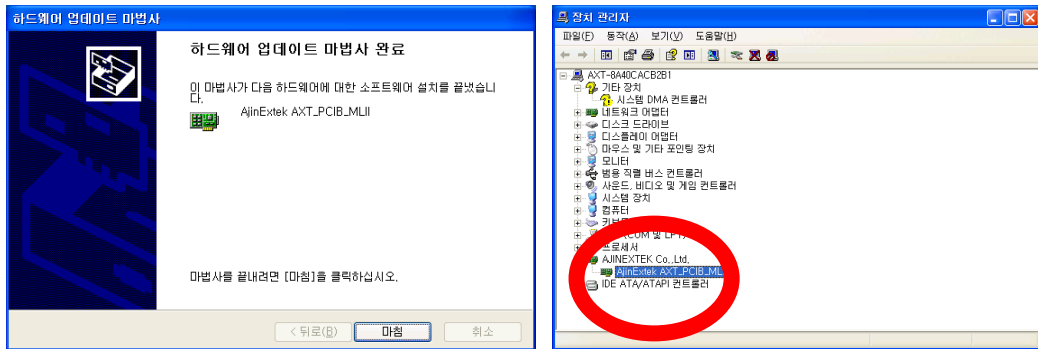 하드웨어 업데이트 마법사
하드웨어 업데이트 마법사 완료
이 마법사가 다음 하드웨어에 대한 소프트웨어 설치를 끝냈습니
다.
AjinExtek AXT_PCIB_MLII
마법사를 끝내려면 [마침]을 클릭하십시오.
< 뒤로(B)
마침
취소
장치 관리자
파일(F) 동작(A) 보기(V) 도움말(H)
AXT-8A40CACB2B1
기타 장치
시스템 DMA 컨트롤러
네트워크 어댑터
디스크 드라이브
디스플레이 어댑터
마우스 및 기타 포인팅 장치
모니터
범용 직렬 버스 컨트롤러
사운드, 비디오 및 게임 컨트롤러
시스템 장치
컴퓨터
(COM 및 LPT)
프로세서
AJINEXTEK Co.,Ltd.
AjinExtek AXT_PCIB_ML
IDE ATA/ATAPI 컨트롤러